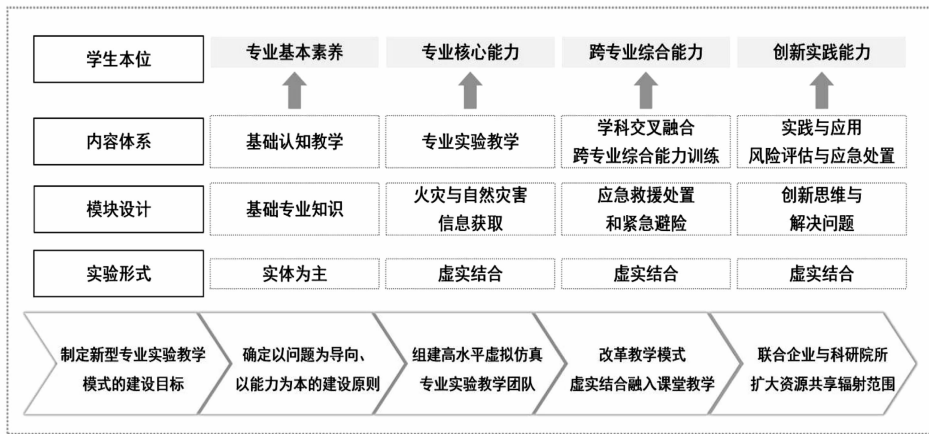 学生本位
专业基本素养
专业核心能力
跨专业综合能力
创新实践能力
内容体系
基础认知教学
专业实验教学
学科交叉融合
跨专业综合能力训练
实践与应用
风险评估与应急处置
模块设计
基础专业知识
火灾与自然灾害
信息获取
应急救援处置
和紧急避险
创新思维与
解决问题
实验形式
实体为主
虚实结合
虚实结合
虚实结合
制定新型专业实验教学
模式的建设目标
确定以问题为导向、
以能力为本的建设原则
组建高水平虚拟仿真
专业实验教学团队
改革教学模式
虚实结合融入课堂教学
联合企业与科研院所
扩大资源共享辐射范围